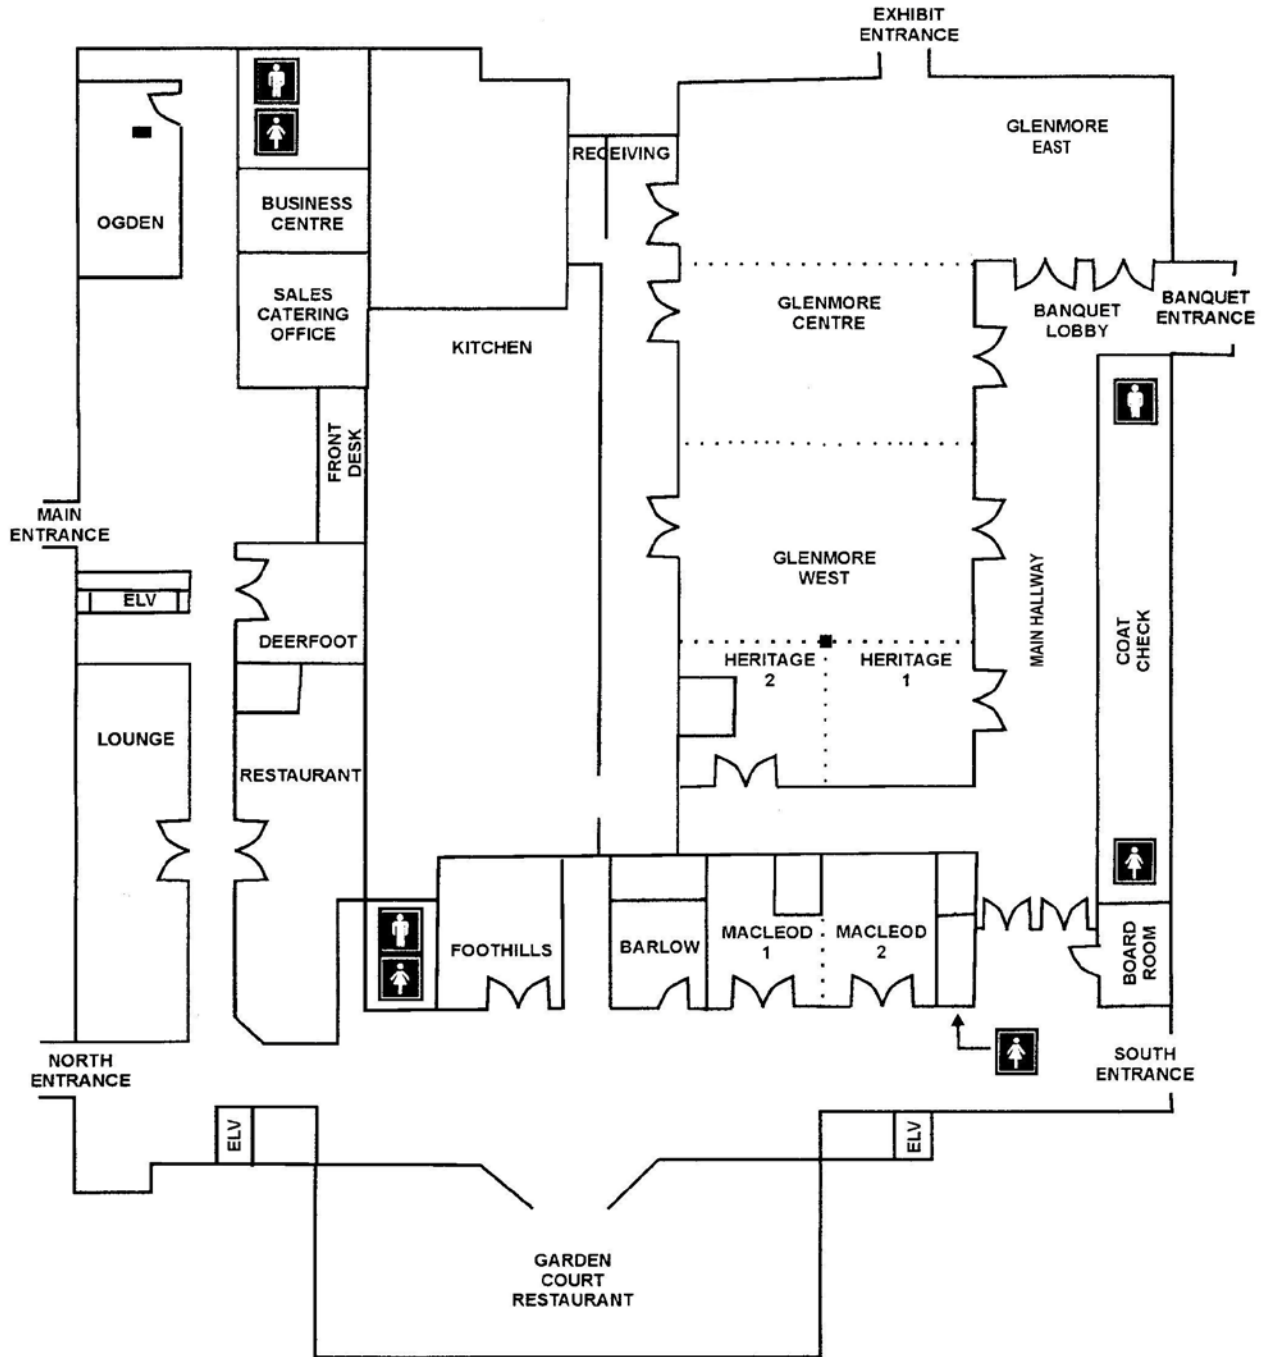 EXHIBIT
ENTRANCE
GLENMORE
EAST
RECEIVING
OGDEN
BUSINESS
CENTRE
SALES
CATERING
OFFICE
KITCHEN
GLENMORE
CENTRE
BANQUET
LOBBY
BANQUET
ENTRANCE
FRONT
DESK
MAIN
ENTRANCE
ELV
DEERFOOT
GLENMORE
WEST
MAIN HALLWAY
COAT
CHECK
HERITAGE
2
HERITAGE
1
LOUNGE
RESTAURANT
FOOTHILLS
BARLOW
MACLEOD
1
MACLEOD
2
BOARD
ROOM
NORTH
ENTRANCE
SOUTH
ENTRANCE
ELV
ELV
GARDEN
COURT
RESTAURANT